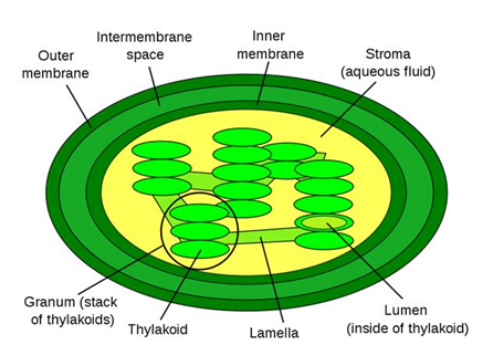 Outer
membrane
Intermembrane
space
Inner
membrane
Stroma
(aqueous fluid)
Granum (stack
of thylakoids)
Thylakoid
Lamella
Lumen
(inside of thylakoid)